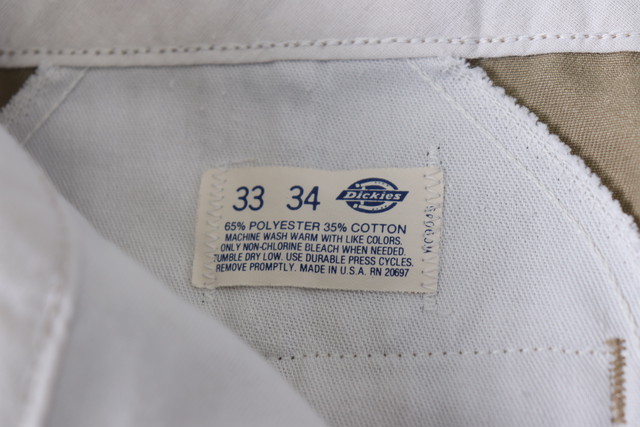 33 34 Dickies
65% POLYESTER 35% COTTON
MACHINE WASH WARM WITH LIKE COLORS.
ONLY NON-CHLORINE BLEACH WHEN NEEDED.
TUMBLE DRY LOW. USE DURABLE PRESS CYCLES.
REMOVE PROMPTLY. MADE IN U.S.A. RN 20697